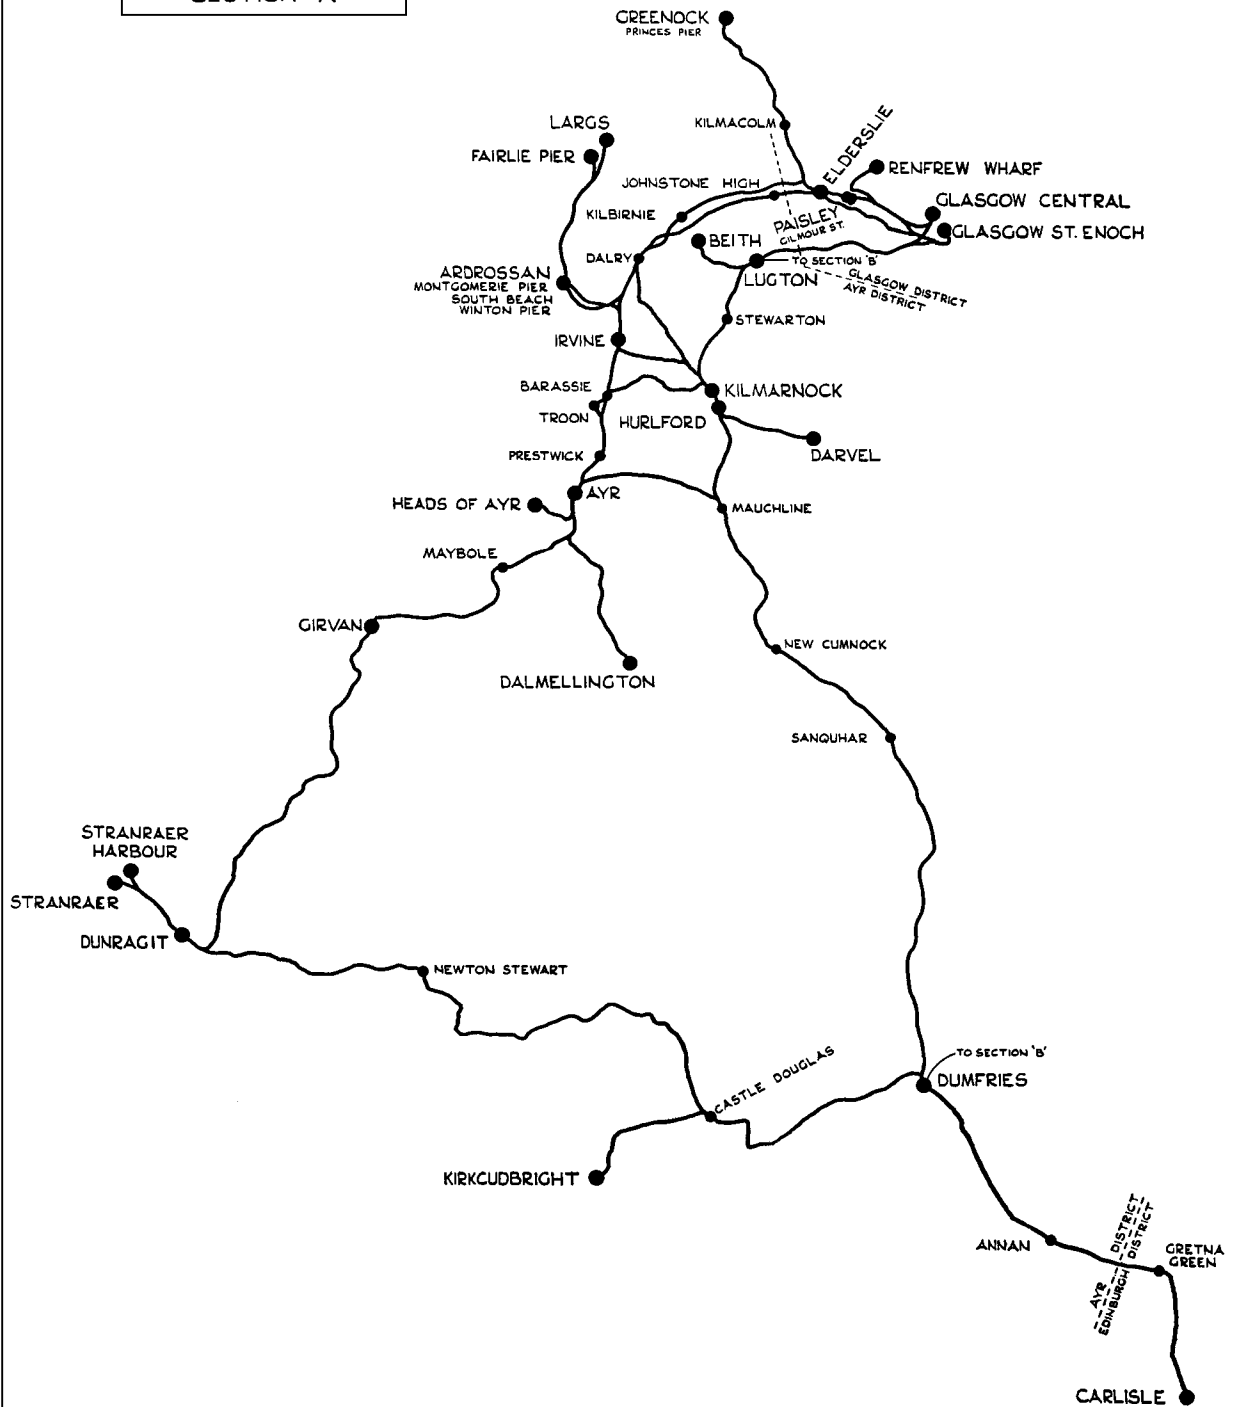 GREENOCK
PRINCES PIER
LARGS
KILMACOLM
ELDERSLIE
FAIRLIE PIER
RENFREW WHARF
JOHNSTONE HIGH
GLASGOW CENTRAL
KILBIRNIE
PAISLEY
GILMOUR ST.
GLASGOW ST. ENOCH
BEITH
DALRY
TO SECTION 'B'
ARDROSSAN
MONTGOMERIE PIER
SOUTH BEACH
WINTON PIER
LUGTON
GLASGOW DISTRICT
AYR DISTRICT
STEWARTON
IRVINE
BARASSIE
KILMARNOCK
TROON
HURLFORD
PRESTWICK
DARVEL
AYR
HEADS OF AYR
MAUCHLINE
MAYBOLE
GIRVAN
NEW CUMNOCK
DALMELLINGTON
SANQUHAR
STRANRAER
HARBOUR
STRANRAER
DUNRAGIT
NEWTON STEWART
CASTLE DOUGLAS
TO SECTION 'B'
DUMFRIES
KIRKCUDBRIGHT
ANNAN
AYR DISTRICT
EDINBURGH DISTRICT
GRETNA
GREEN
CARLISLE